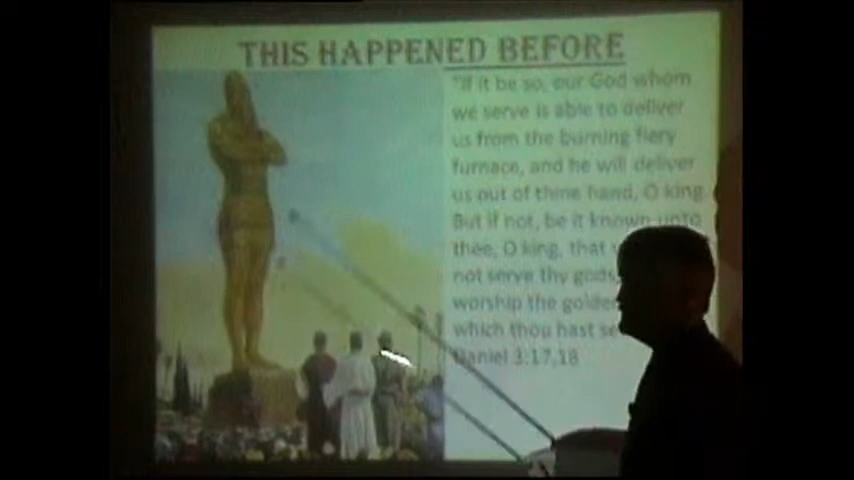 THIS HAPPENED BEFORE
"If it be so, our God whom
we serve is able to deliver
us from the burning fiery
furnace, and he will deliver
us out of thine hand, O king.
But if not, be it known unto
thee, O king, that
not serve thy gods,
worship the golden
which thou hast se
Daniel 3:17,18